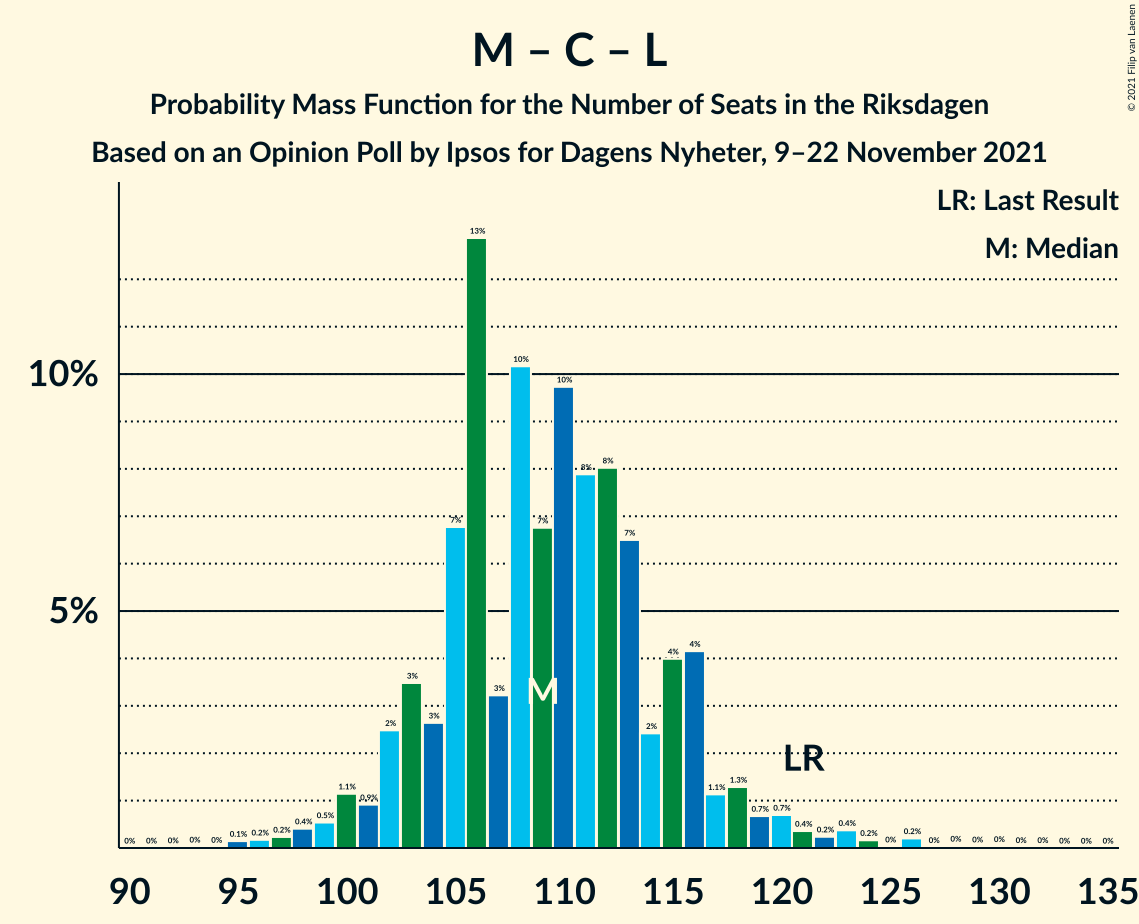 M – C – L
Probability Mass Function for the Number of Seats in the Riksdagen
Based on an Opinion Poll by Ipsos for Dagens Nyheter, 9–22 November 2021
© 2021 Filip van Laenen
LR: Last Result
M: Median
10%
5%
0% 0% 0% 0% 0% 0.1% 0.2% 0.2% 0.4% 0.5% 1.1% 0.9% 2% 3% 3% 7% 13% 3% 10% 7% 10% 8% 8% 7% 2% 4% 4% 1.1% 1.3% 0.7% 0.7% 0.4% 0.2% 0.4% 0.2% 0% 0.2% 0% 0% 0% 0% 0% 0% 0% 0% 0%
M
LR
90 95 100 105 110 115 120 125 130 135